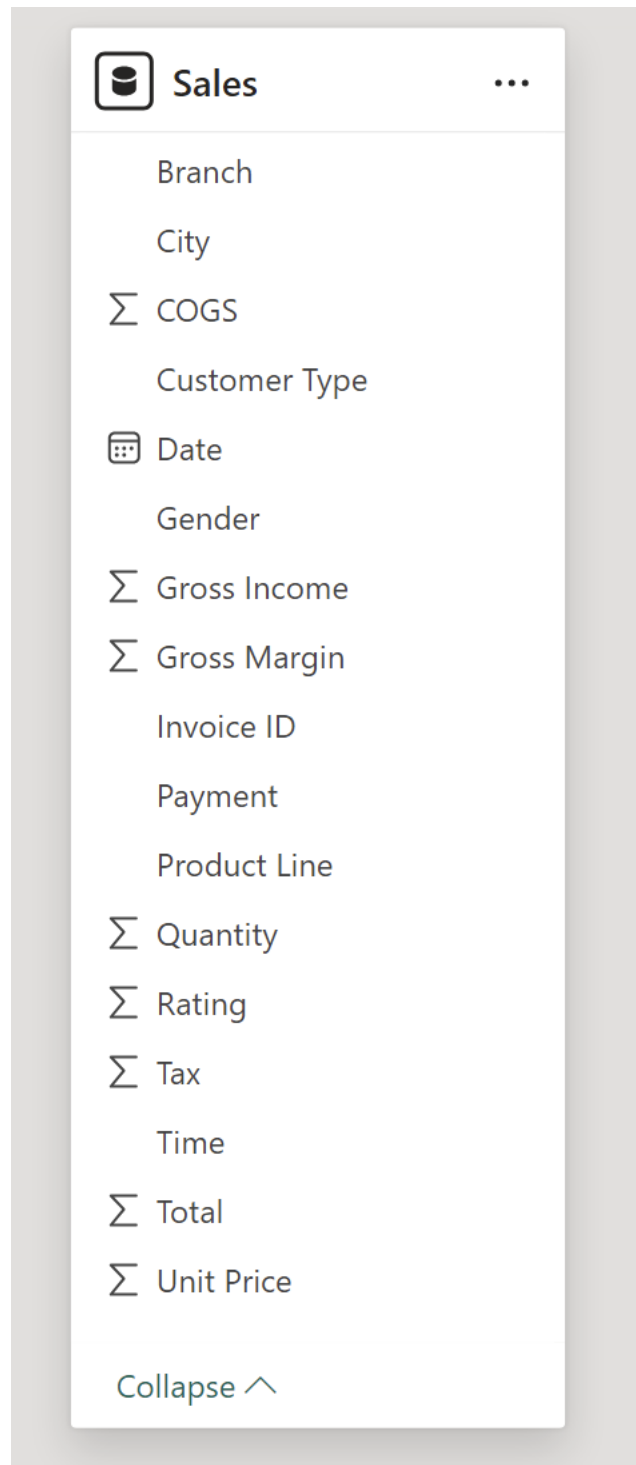 Sales
Branch
City
∑ COGS
Customer Type
Date
Gender
∑ Gross Income
∑ Gross Margin
Invoice ID
Payment
Product Line
∑ Quantity
∑ Rating
∑ Tax
Time
∑ Total
∑ Unit Price
Collapse